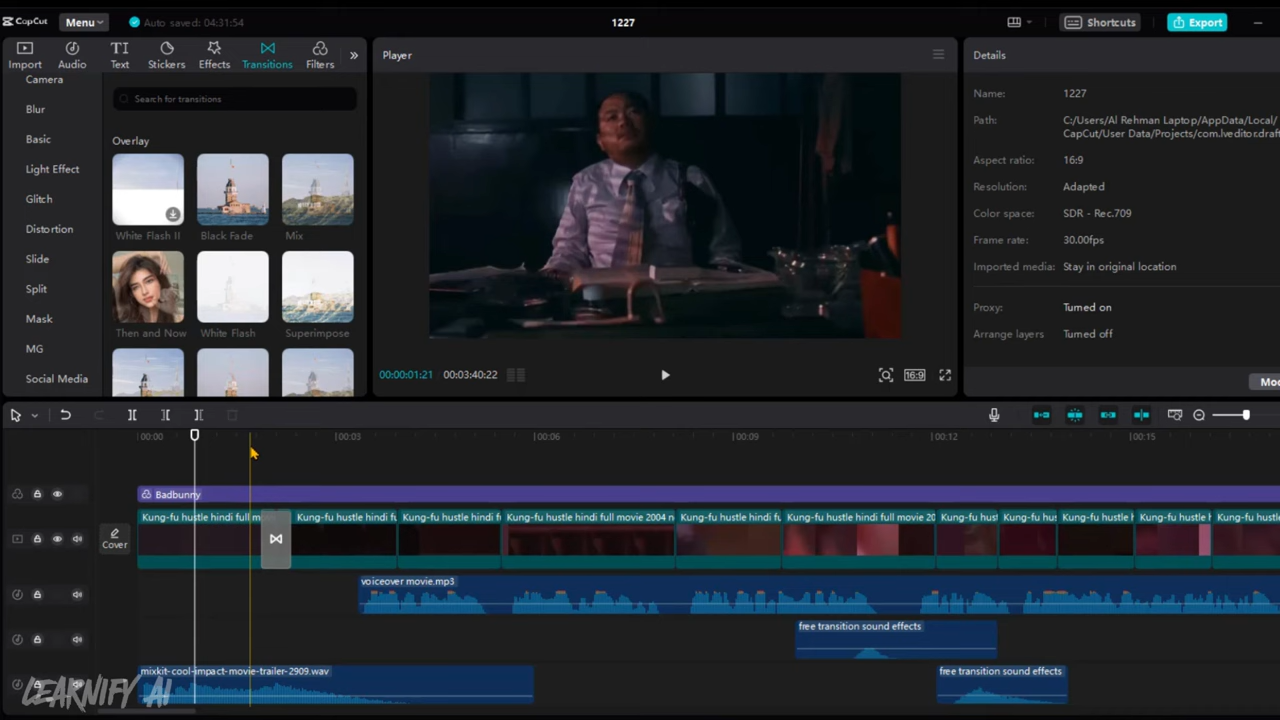 CapCut
Menu
Auto saved: 04:31:54
1227
Shortcuts
Export
Import
Audio
Text
Stickers
Effects
Transitions
Filters
Camera
Blur
Basic
Light Effect
Glitch
Distortion
Slide
Split
Mask
MG
Social Media
Search for transitions
Overlay
White Flash II
Black Fade
Mix
Then and Now
White Flash
Superimpose
Player
00:00:01:21
00:03:40:22
16:9
Details
Name: 1227
Path: C:/Users/Al Rehman Laptop/AppData/Local/
CapCut/User Data/Projects/com.lveditor.draft
Aspect ratio: 16:9
Resolution: Adapted
Color space: SDR - Rec.709
Frame rate: 30.00fps
Imported media: Stay in original location
Proxy: Turned on
Arrange layers Turned off
Mod
00:00 00:03 00:06 00:09 00:12 00:15
Badbunny
Cover
Kung-fu hustle hindi full m
Kung-fu hustle hindi fu
Kung-fu hustle hindi f
Kung-fu hustle hindi full movie 2004 n
Kung-fu hustle hindi fu
Kung-fu hustle hindi full movie 20
Kung-fu hust
Kung-fu hus
Kung-fu hustle h
Kung-fu hustle h
Kung-fu hustle
voiceover movie.mp3
free transition sound effects
mixkit-cool-impact-movie-trailer-2909.wav
free transition sound effects
LEARNIFY AI